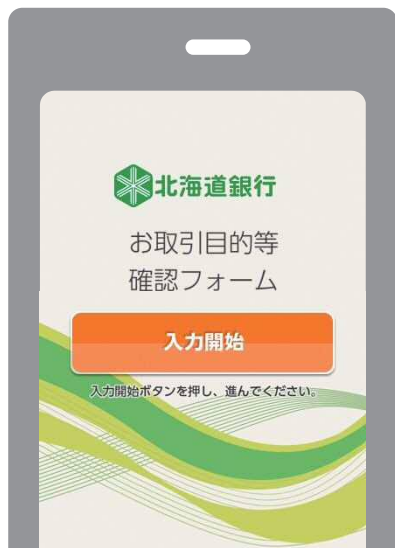 北海道銀行
お取引目的等
確認フォーム
入力開始
入力開始ボタンを押し、進んでください。